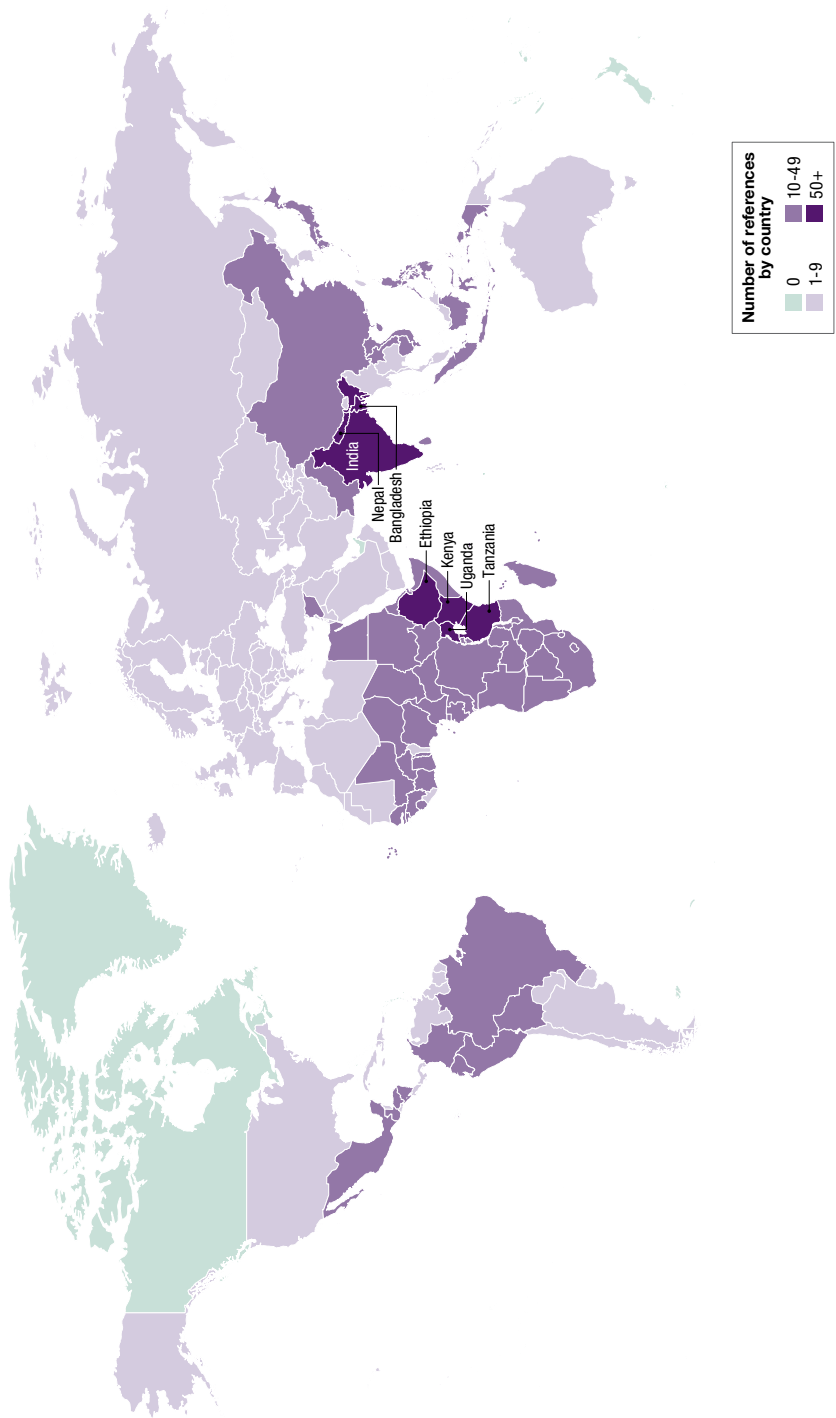 India
Nepal
Bangladesh
Ethiopia
Kenya
Uganda
Tanzania
Number of references
by country
0
10-49
1-9
50+